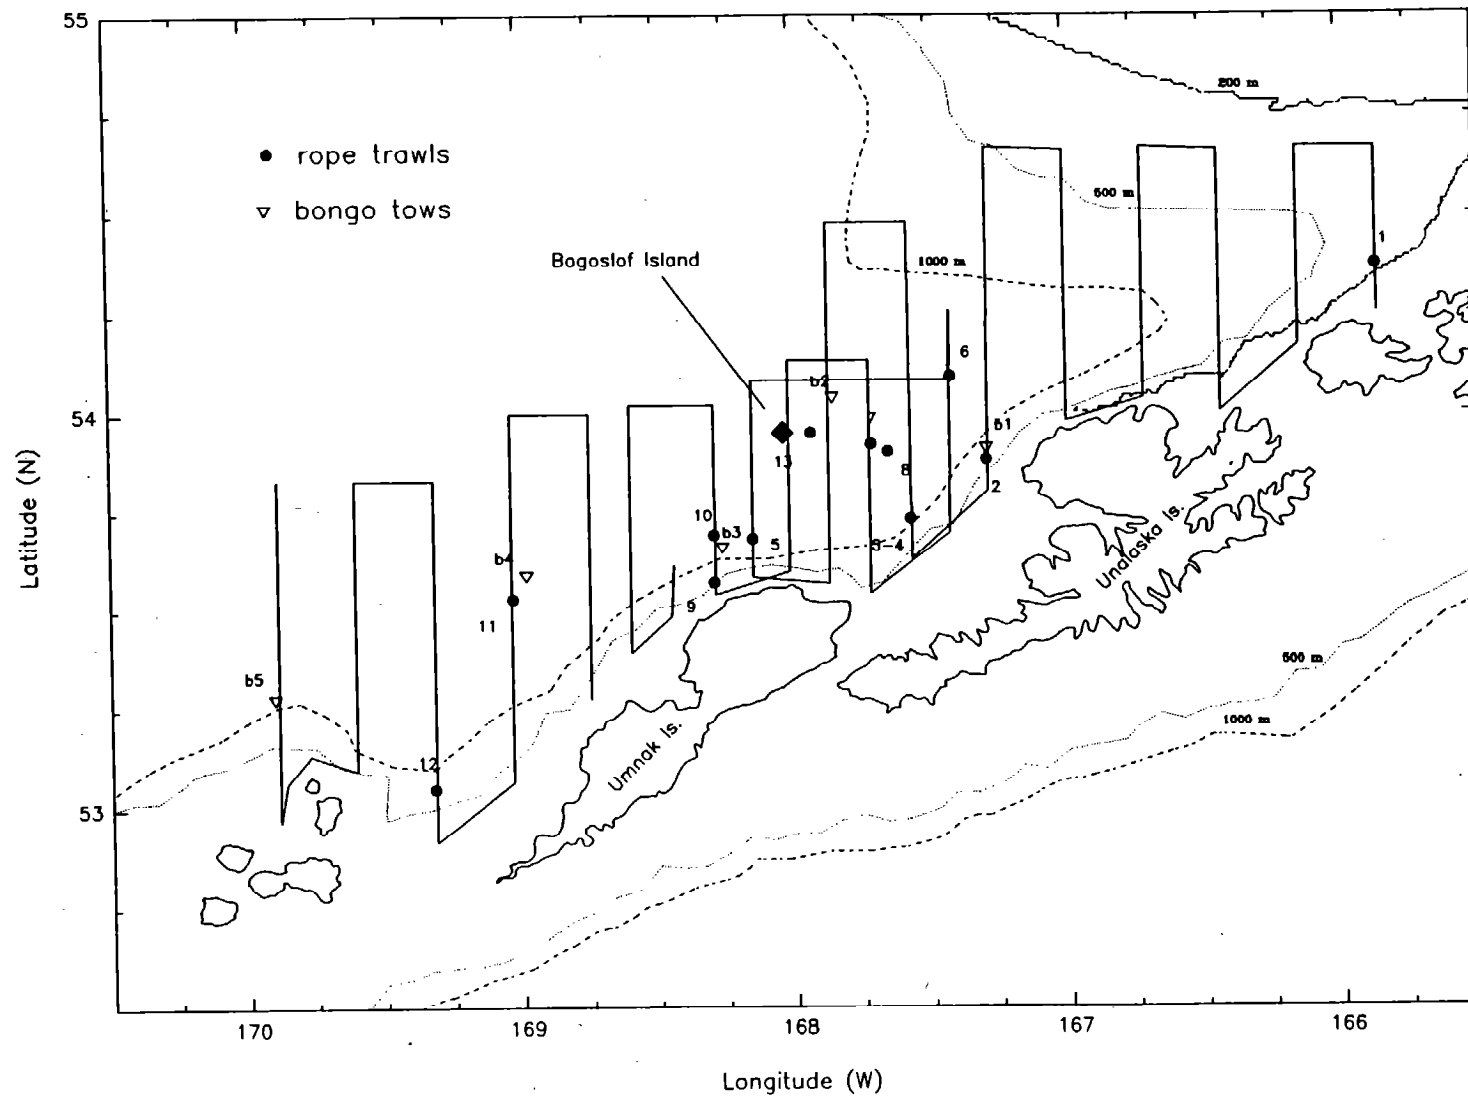 55
200 m
rope trawls
500 m
bongo tows
1
Bogoslof Island
1000 m
6
b2
54
b1
13
8
2
Latitude (N)
10
b3
5
3-4
b4
Unalaska Is.
9
11
500 m
b5
1000 m
Umnak Is.
12
53
170
169
168
167
166
Longitude (W)